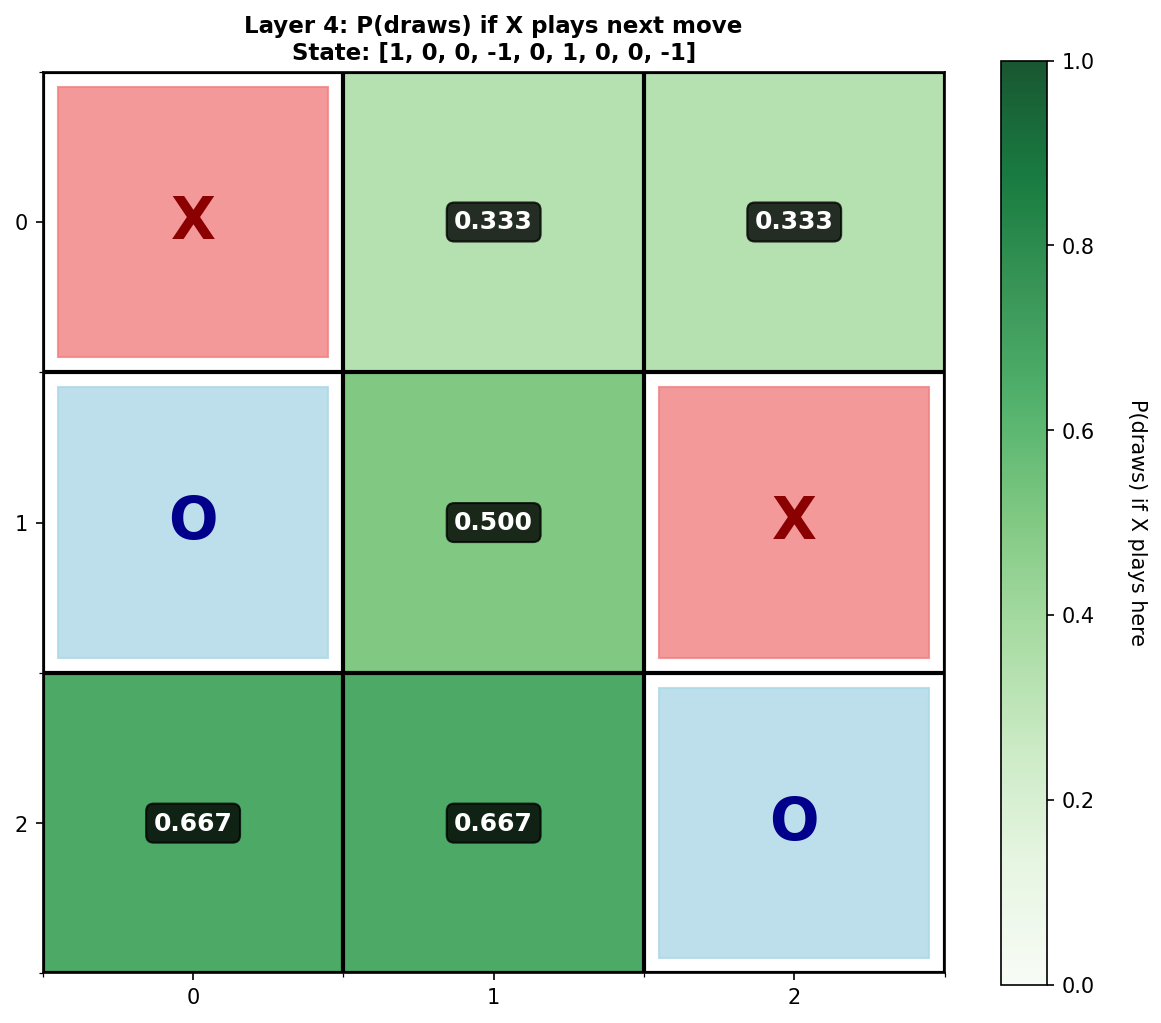 Layer 4: P(draws) if X plays next move
State: [1, 0, 0, -1, 0, 1, 0, 0, -1]
0
X
0.333
0.333
1
O
0.500
X
2
0.667
0.667
O
0
1
2
1.0
0.8
0.6
0.4
0.2
0.0
P(draws) if X plays here